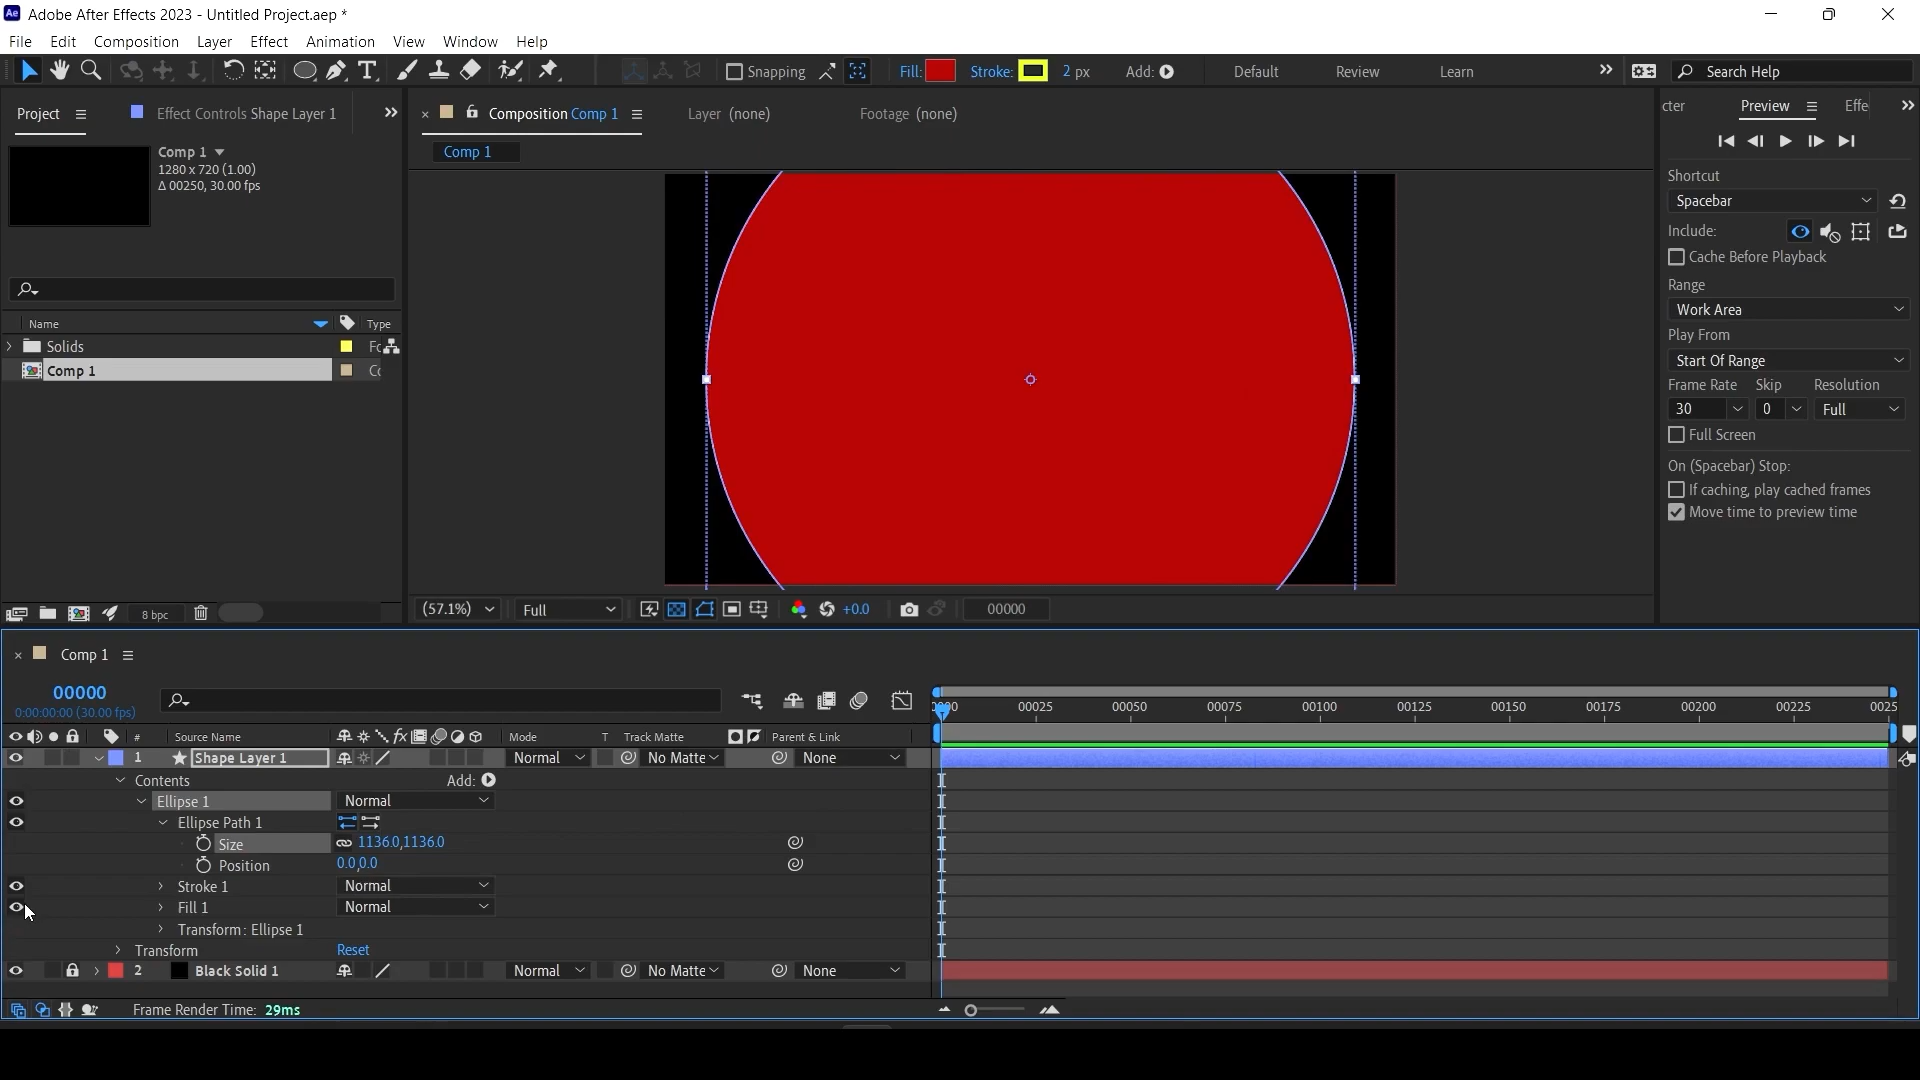 Adobe After Effects 2023 - Untitled Project.aep *
File Edit Composition Layer Effect Animation View Window Help
Snapping Fill: Stroke: 2 px Add: Default Review Learn Search Help
Project Effect Controls Shape Layer 1
Composition Comp 1 Layer (none) Footage (none)
cter Preview Effe
Comp 1
Comp 1
1280 x 720 (1.00)
Δ 00250, 30.00 fps
Shortcut
Spacebar
Include:
Cache Before Playback
Range
Work Area
Play From
Start Of Range
Frame Rate Skip Resolution
30 0 Full
Full Screen
On (Spacebar) Stop:
If caching, play cached frames
Move time to preview time
Name Type
Solids Fc
Comp 1 Cc
8 bpc
(57.1%) Full +0.0 00000
Comp 1
00000
0:00:00:00 (30.00 fps)
0000 00025 00050 00075 00100 00125 00150 00175 00200 00225 0025
# Source Name fx Mode T Track Matte Parent & Link
1 Shape Layer 1 Normal No Matte None
Contents Add:
Ellipse 1 Normal
Ellipse Path 1
Size 1136.0,1136.0
Position 0.0,0.0
Stroke 1 Normal
Fill 1 Normal
Transform: Ellipse 1
Transform Reset
2 Black Solid 1 Normal No Matte None
Frame Render Time: 29ms